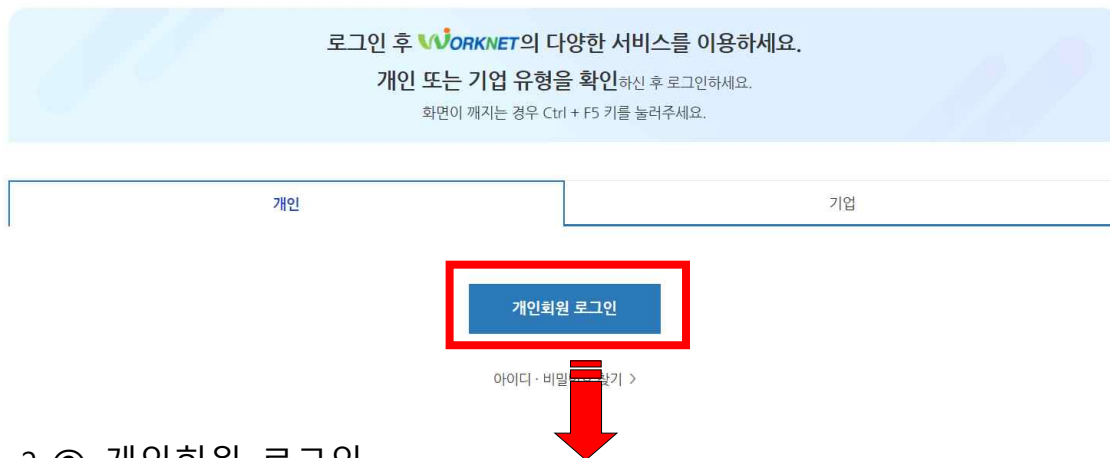 로그인 후 WORKNET의 다양한 서비스를 이용하세요.
개인 또는 기업 유형을 확인하신 후 로그인하세요.
화면이 깨지는 경우 Ctrl + F5 키를 눌러주세요.
개인
기업
개인회원 로그인
아이디 · 찾기 >
개인회원 로그인